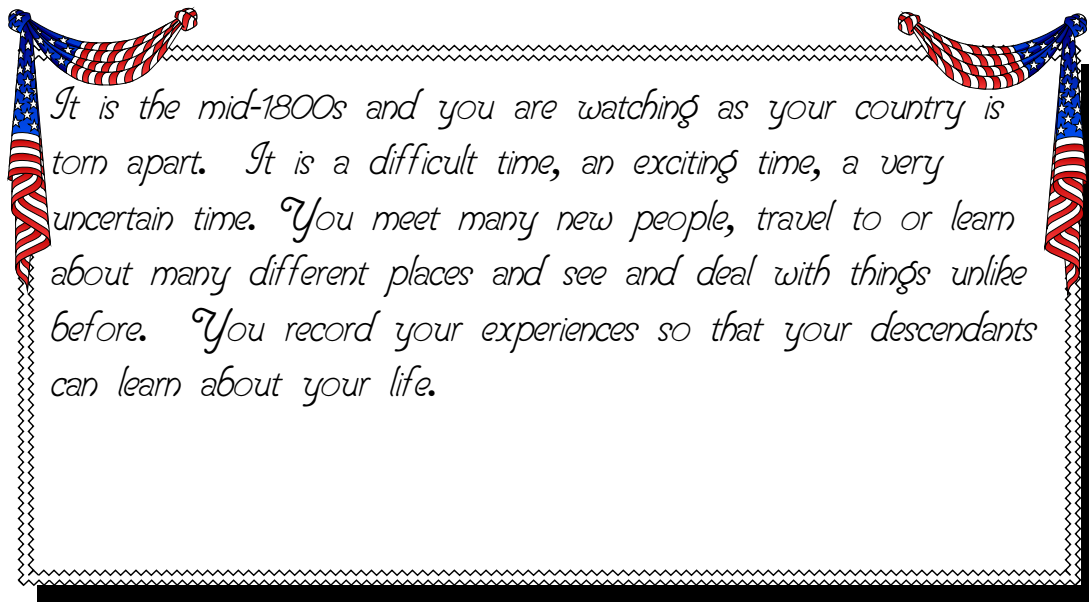 It is the mid-1800s and you are watching as your country is
torn apart. It is a difficult time, an exciting time, a very
uncertain time. You meet many new people, travel to or learn
about many different places and see and deal with things unlike
before. You record your experiences so that your descendants
can learn about your life.